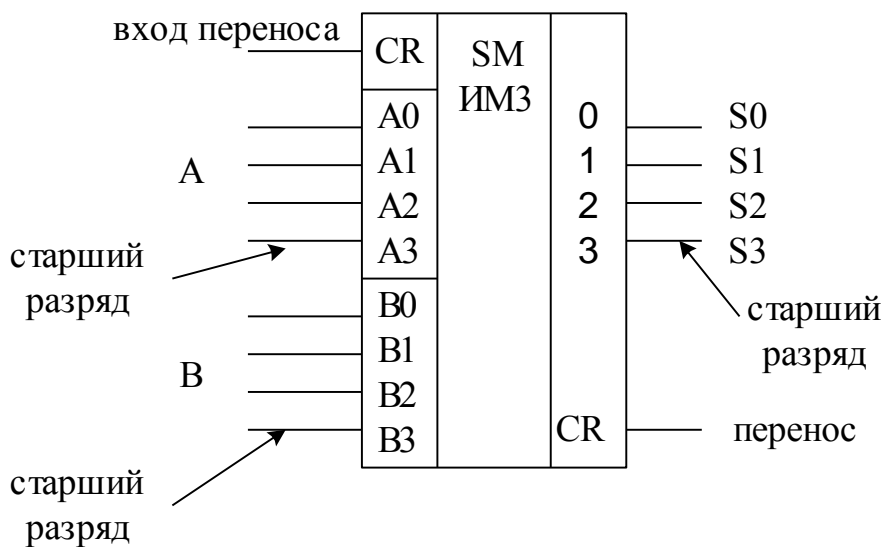 вход переноса
CR
SM
ИМ3
A0
A1
A2
A3
0
1
2
3
S0
S1
S2
S3
A
старший
разряд
старший
разряд
B0
B1
B2
B3
B
CR
перенос
старший
разряд